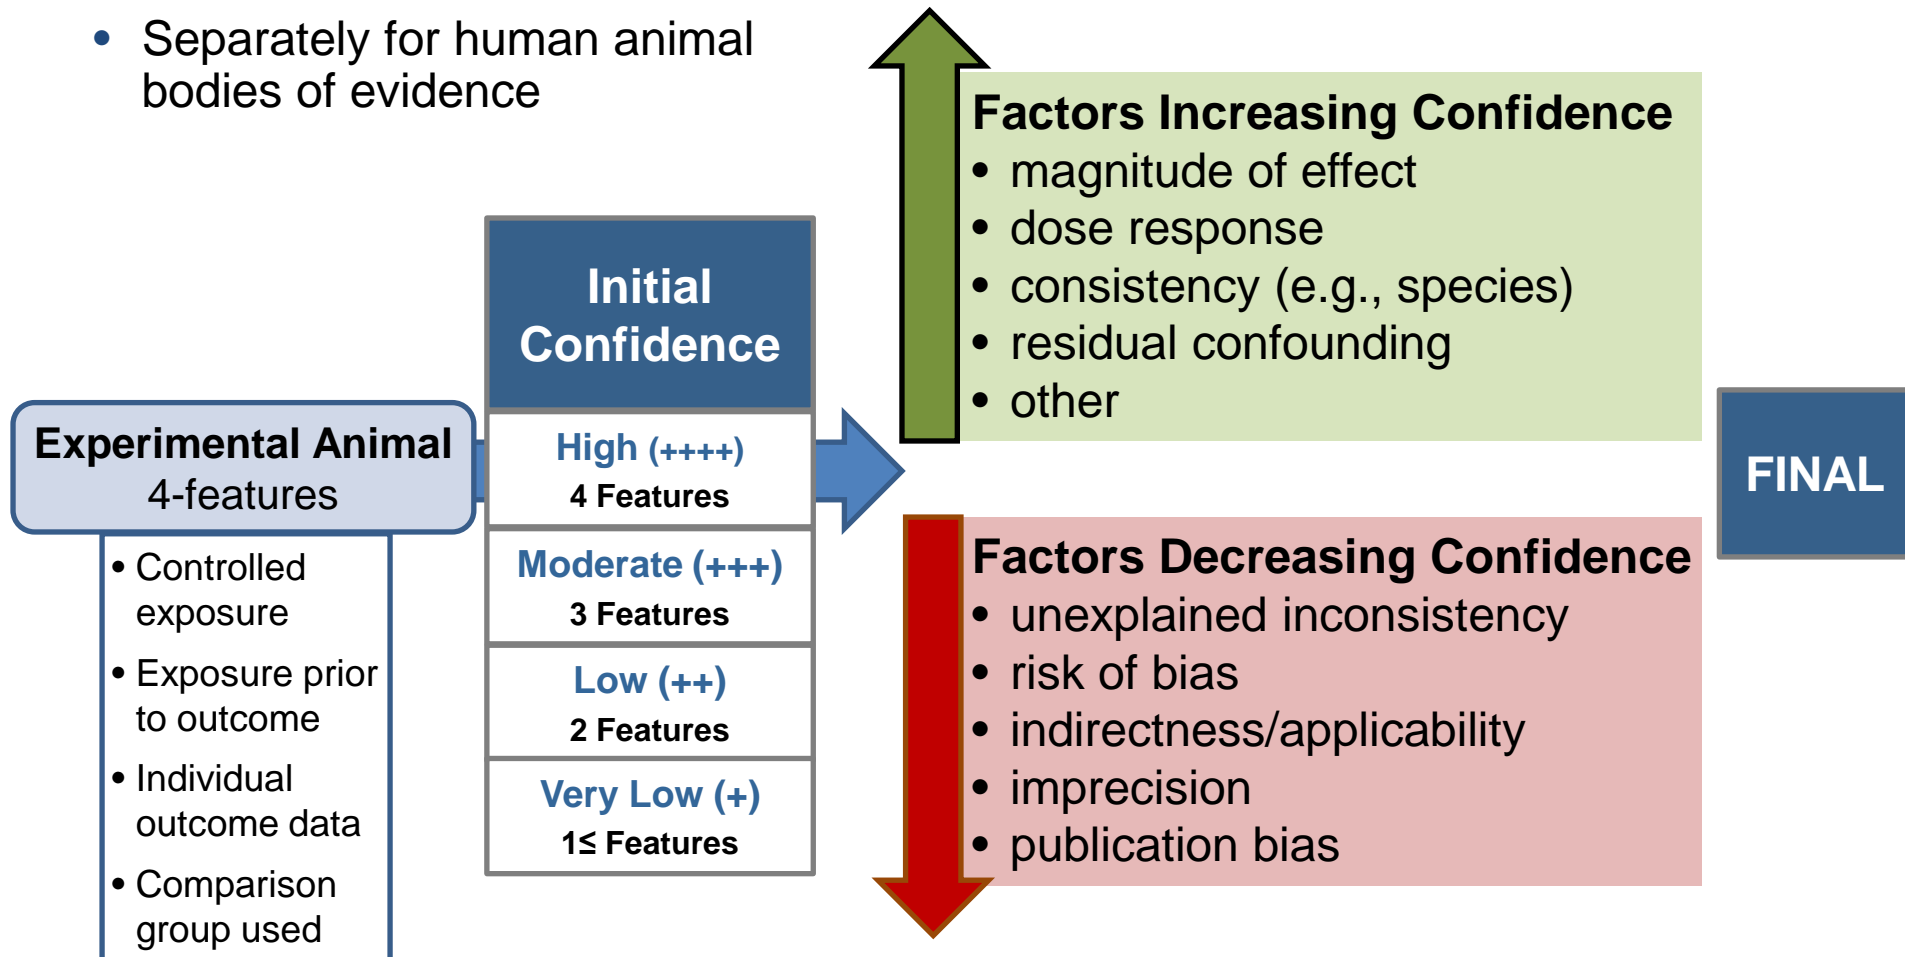 • Separately for human animal
bodies of evidence
Experimental Animal
4-features
• Controlled
exposure
• Exposure prior
to outcome
• Individual
outcome data
• Comparison
group used
Initial
Confidence
High (++++)
4 Features
Moderate (+++)
3 Features
Low (++)
2 Features
Very Low (+)
1≤ Features
Factors Increasing Confidence
• magnitude of effect
• dose response
• consistency (e.g., species)
• residual confounding
• other
Factors Decreasing Confidence
• unexplained inconsistency
• risk of bias
• indirectness/applicability
• imprecision
• publication bias
FINAL